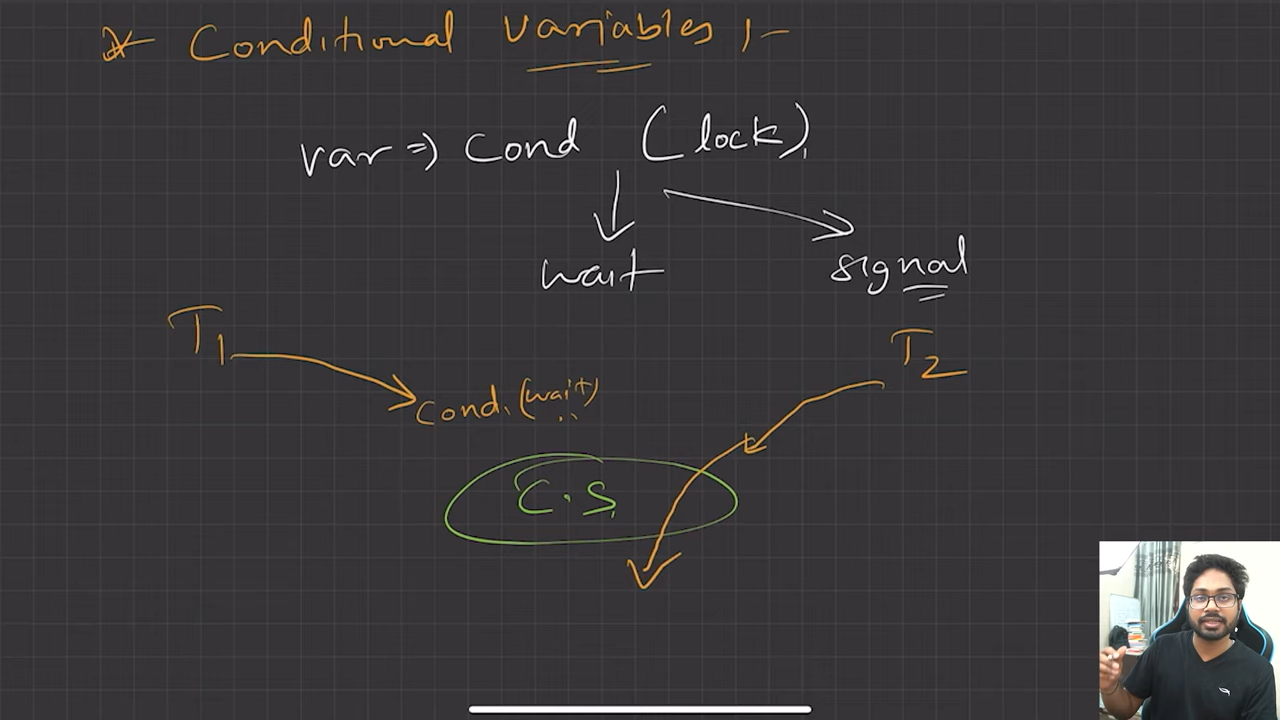 * Conditional variables :-
var => Cond (lock)
wait
signal
T1
T2
Cond. (wait)
C.S.